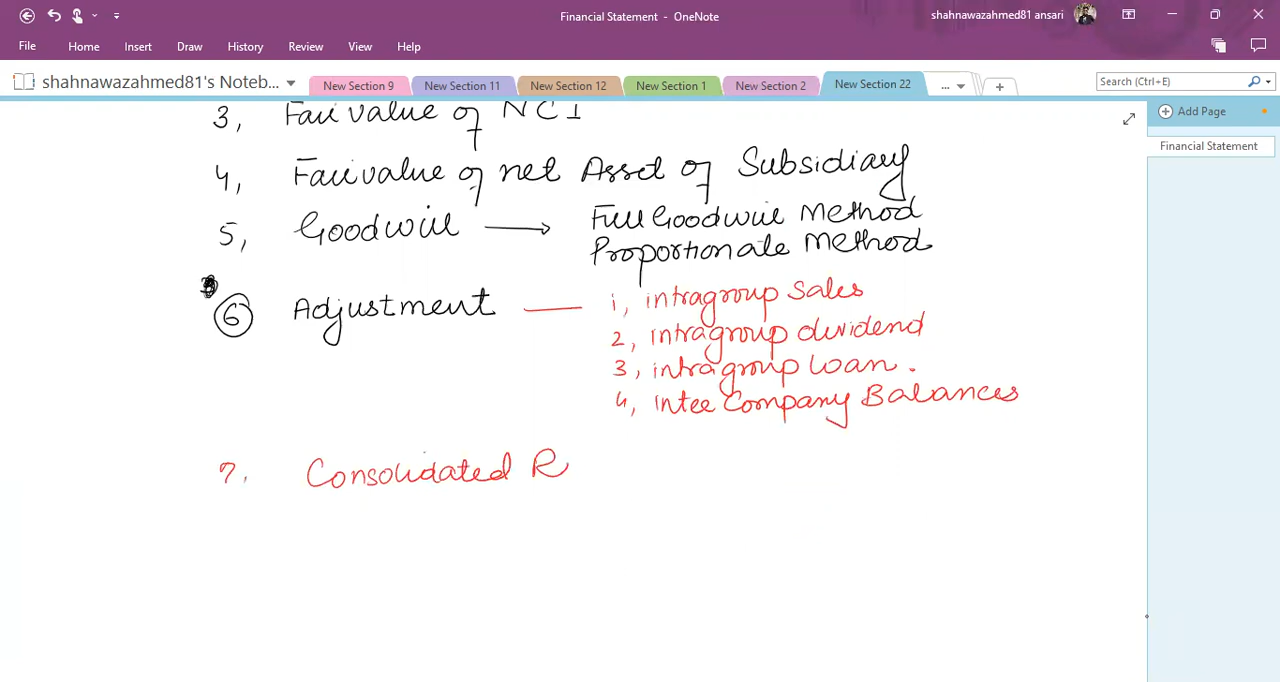 Financial Statement - OneNote
shahnawazahmed81 ansari
File Home Insert Draw History Review View Help
shahnawazahmed81's Noteb...
New Section 9 New Section 11 New Section 12 New Section 1 New Section 2 New Section 22 ...
Search (Ctrl+E)
Add Page
Financial Statement
3, Fair value of NCI
4, Fair value of net Asset of Subsidiary
5, Goodwill → Full Goodwill Method
Proportionate Method
6 Adjustment — 1, intragroup Sales
2, intragroup dividend
3, intragroup loan.
4, Intee Company Balances
7. Consolidated R